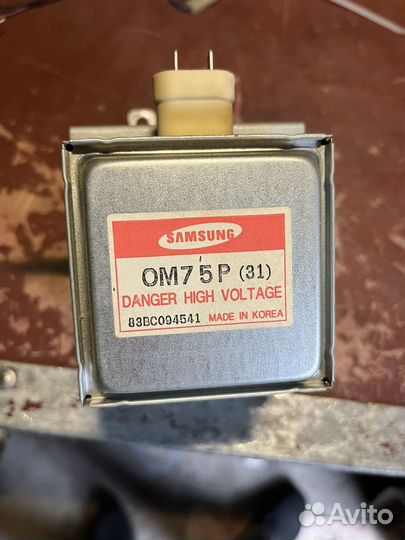 SAMSUNG
OM75P (31)
DANGER HIGH VOLTAGE
83BC094541 MADE IN KOREA
Avito